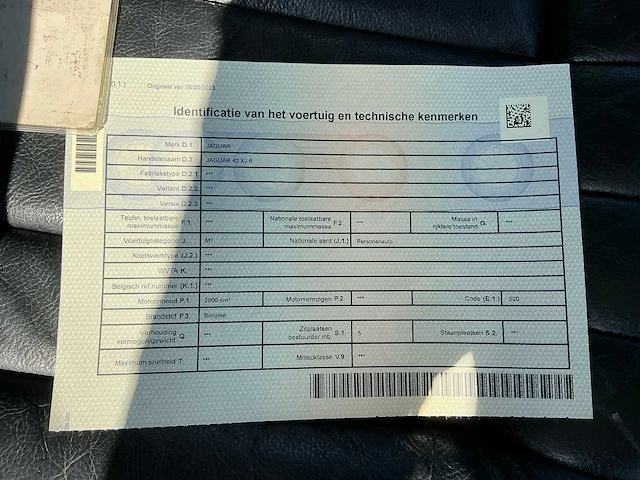 (I.1.) Origineel van 16/05/2023
Identificatie van het voertuig en technische kenmerken
Merk D.1. JAGUAR
Handelsnaam D.3. JAGUAR 42 XJ 6
Fabriekstype D.2.1. ---
Variant D.2.2. ---
Versie D.2.3. ---
Techn. toelaatbare maximummassa F.1. --- Nationale toelaatbare maximummassa F.2. --- Massa in rijklare toestand G. ---
Voertuigcategorie J. M1 Nationale aard (J.1.) Personenauto
Koetswerktype (J.2.) ---
WVTA K. ---
Belgisch ref.nummer (K.1.) ---
Motorinhoud P.1. 2800 cm³ Motorvermogen P.2. --- Code (E.1.) 520
Brandstof P.3. Benzine
Verhouding vermogen/gewicht Q. --- Zitplaatsen bestuurder inb. S.1. 5 Staanplaatsen S.2. ---
Maximum snelheid T. --- Milieuklasse V.9. ---